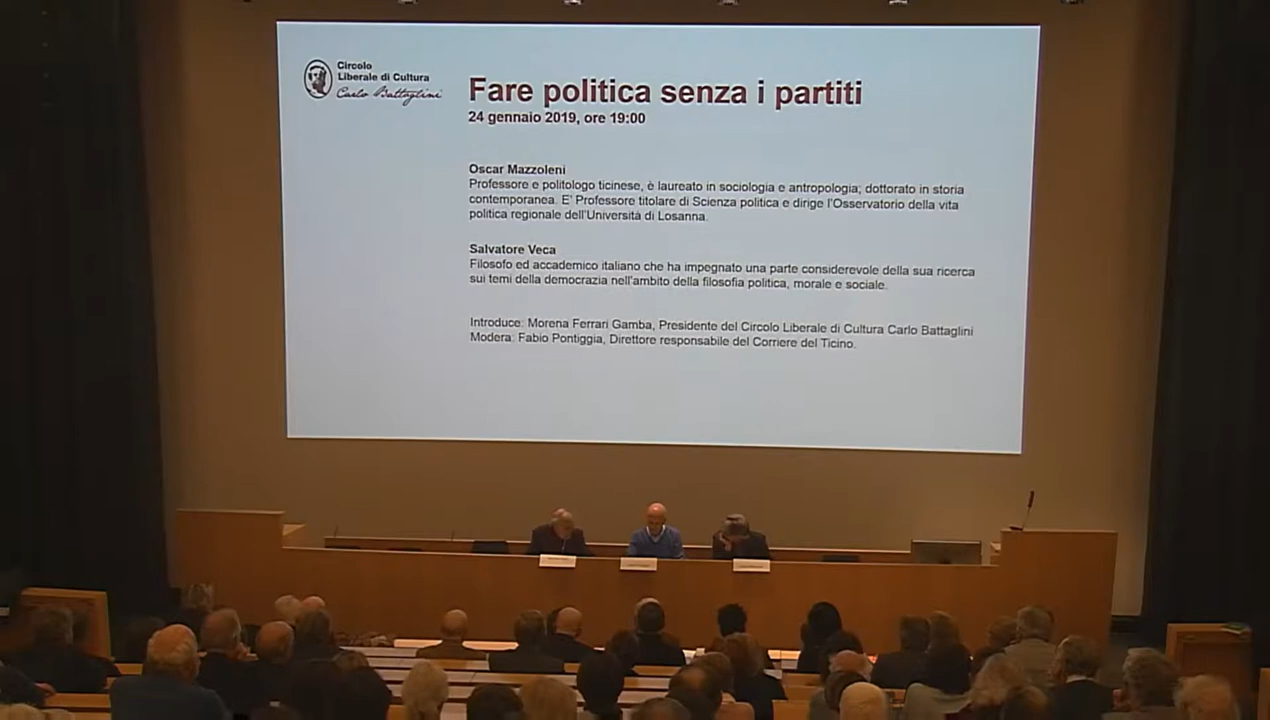 Circolo
Liberale di Cultura
Carlo Battaglini
Fare politica senza i partiti
24 gennaio 2019, ore 19:00
Oscar Mazzoleni
Professore e politologo ticinese, è laureato in sociologia e antropologia; dottorato in storia
contemporanea. E' Professore titolare di Scienza politica e dirige l'Osservatorio della vita
politica regionale dell'Università di Losanna.
Salvatore Veca
Filosofo ed accademico italiano che ha impegnato una parte considerevole della sua ricerca
sui temi della democrazia nell'ambito della filosofia politica, morale e sociale.
Introduce: Morena Ferrari Gamba, Presidente del Circolo Liberale di Cultura Carlo Battaglini
Modera: Fabio Pontiggia, Direttore responsabile del Corriere del Ticino.